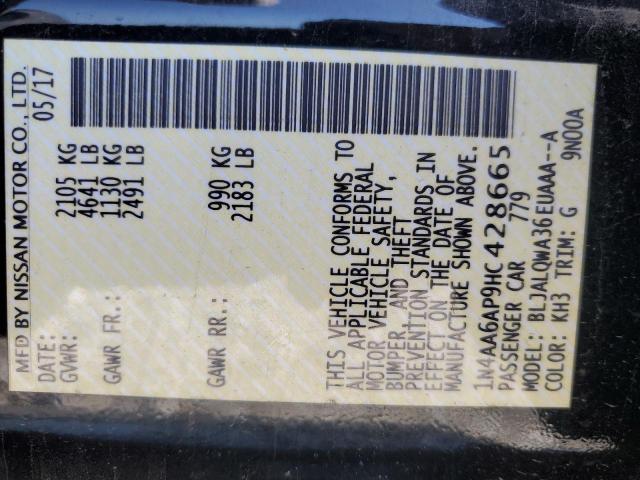 MFD BY NISSAN MOTOR CO., LTD.
DATE: 05/17
GVWR: 2105 KG
4641 LB
GAWR FR.: 1130 KG
2491 LB
GAWR RR.: 990 KG
2183 LB
THIS VEHICLE CONFORMS TO
ALL APPLICABLE FEDERAL
MOTOR VEHICLE SAFETY,
BUMPER, AND THEFT
PREVENTION STANDARDS IN
EFFECT ON THE DATE OF
MANUFACTURE SHOWN ABOVE.
1N4AA6AP9HC428665
PASSENGER CAR 779
MODEL: BLJALQWA36EUAAA--A
COLOR: KH3 TRIM: G 9N00A